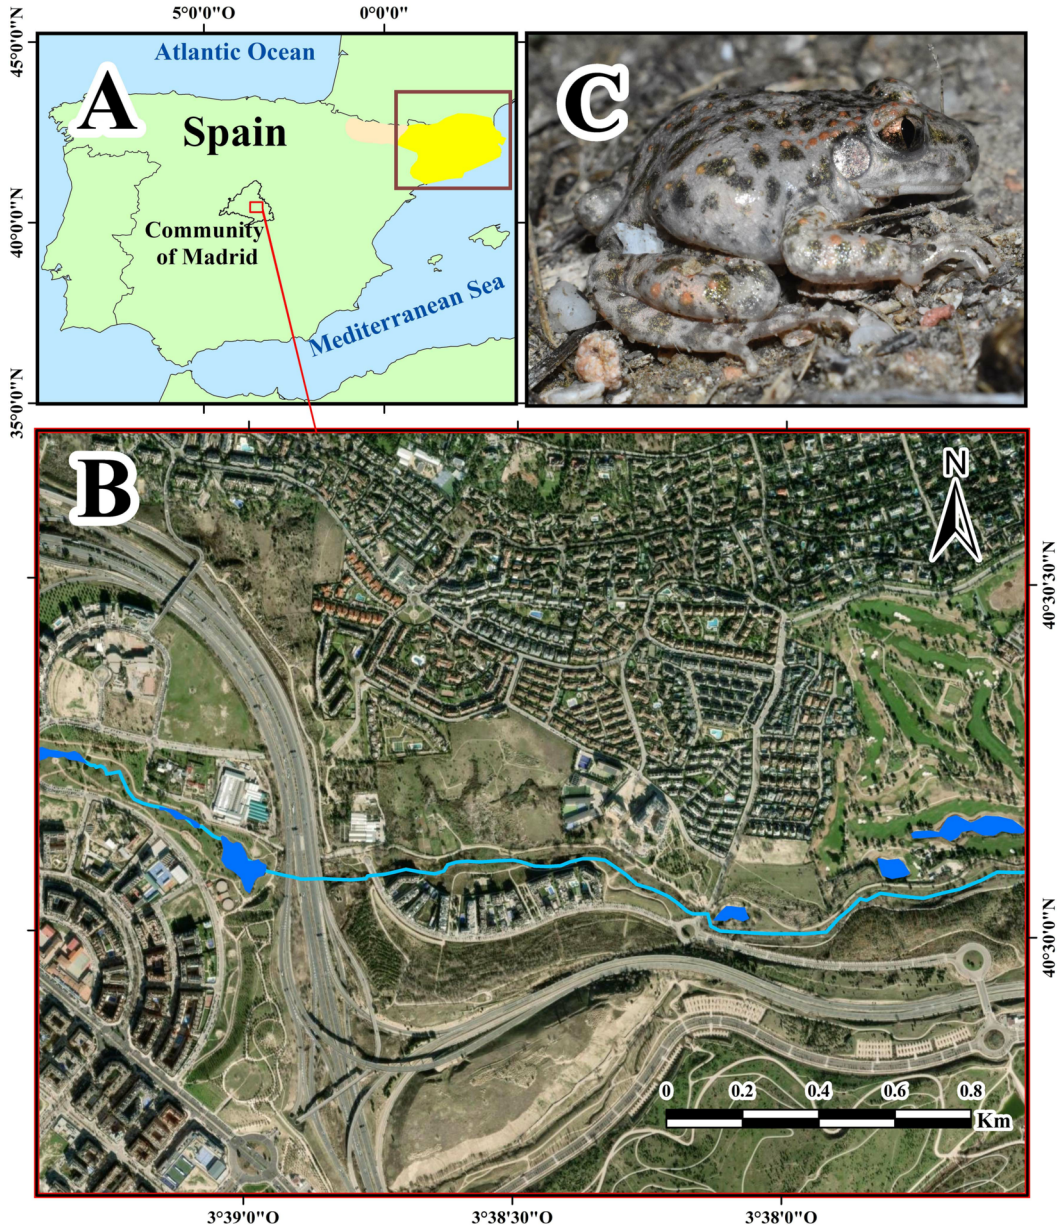 5°0'0"O 0°0'0"
45°0'0"N
40°0'0"N
35°0'0"N
Atlantic Ocean
A
Spain
Community
of Madrid
Mediterranean Sea
C
B
N
40°30'30"N
40°30'0"N
0 0.2 0.4 0.6 0.8
Km
3°39'0"O 3°38'30"O 3°38'0"O